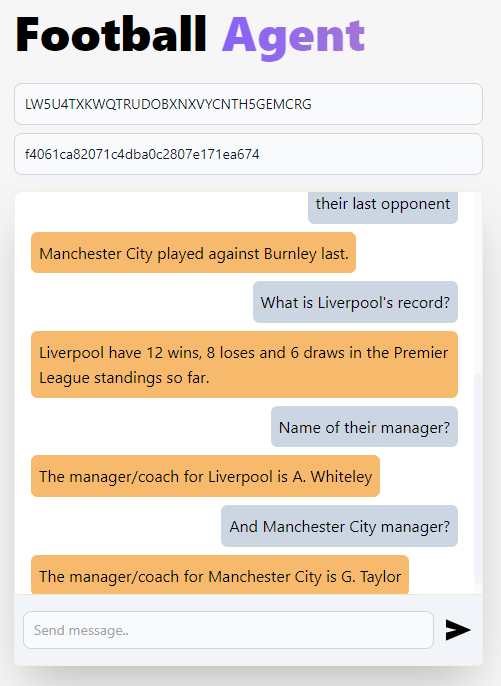 Football Agent
LW5U4TXKWQTRUDOBXNXVYCNTH5GEMCRG
f4061ca82071c4dba0c2807e171ea674
their last opponent
Manchester City played against Burnley last.
What is Liverpool's record?
Liverpool have 12 wins, 8 loses and 6 draws in the Premier
League standings so far.
Name of their manager?
The manager/coach for Liverpool is A. Whiteley
And Manchester City manager?
The manager/coach for Manchester City is G. Taylor
Send message..